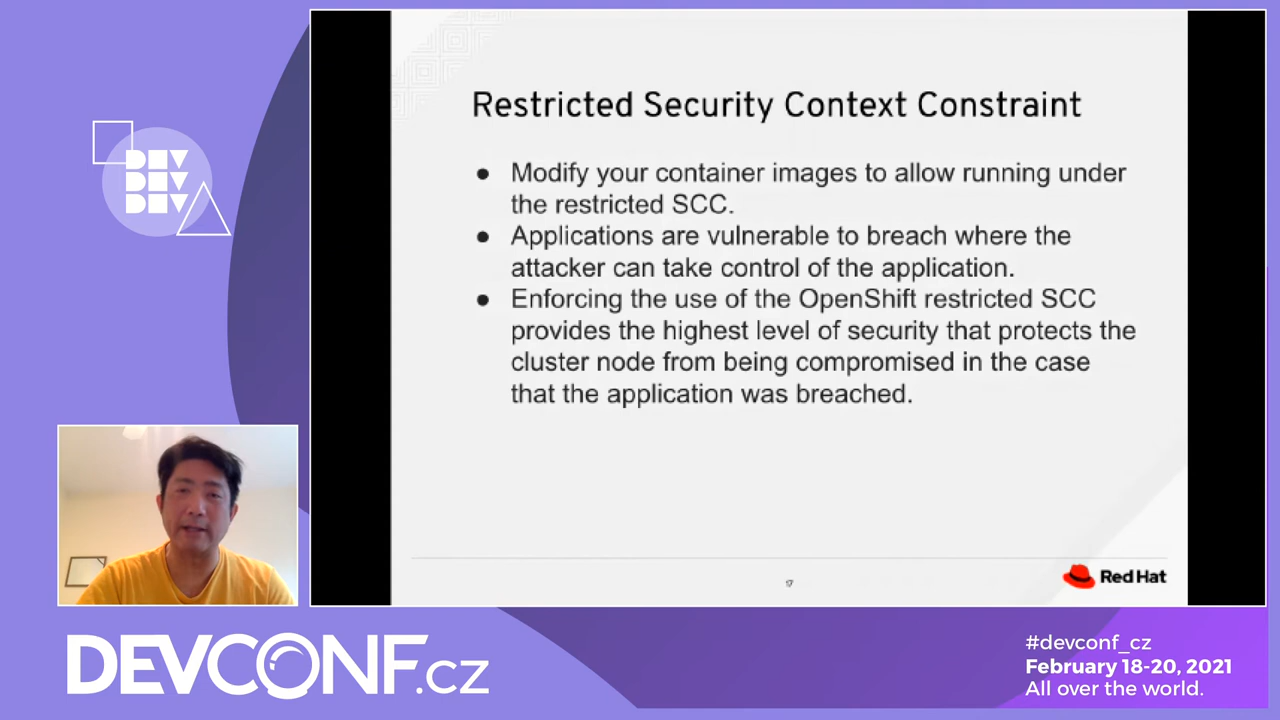 DEV
DEV
DEV
Restricted Security Context Constraint
● Modify your container images to allow running under
the restricted SCC.
● Applications are vulnerable to breach where the
attacker can take control of the application.
● Enforcing the use of the OpenShift restricted SCC
provides the highest level of security that protects the
cluster node from being compromised in the case
that the application was breached.
17
Red Hat
DEVCONF.cz
#devconf_cz
February 18-20, 2021
All over the world.